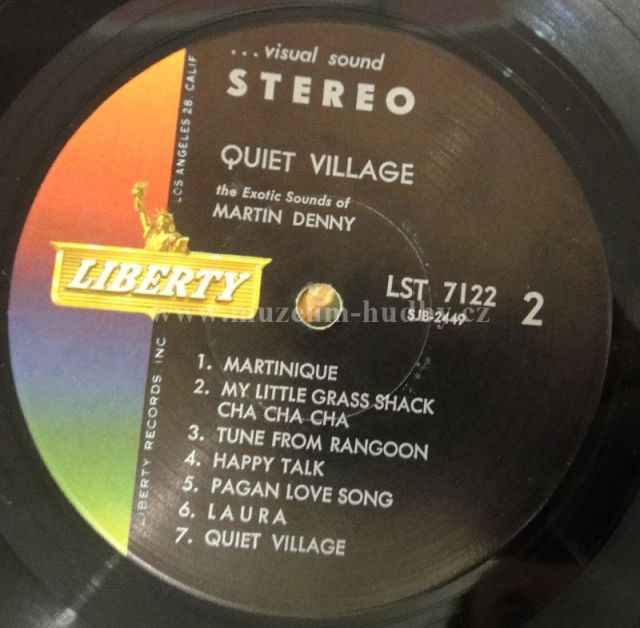 ...visual sound
STEREO
QUIET VILLAGE
the Exotic Sounds of
MARTIN DENNY
LOS ANGELES 28, CALIF
LIBERTY
LIBERTY RECORDS INC
LST 7122
2
SJB-2449
www.muzeum-hudby.cz
1. MARTINIQUE
2. MY LITTLE GRASS SHACK
CHA CHA CHA
3. TUNE FROM RANGOON
4. HAPPY TALK
5. PAGAN LOVE SONG
6. LAURA
7. QUIET VILLAGE